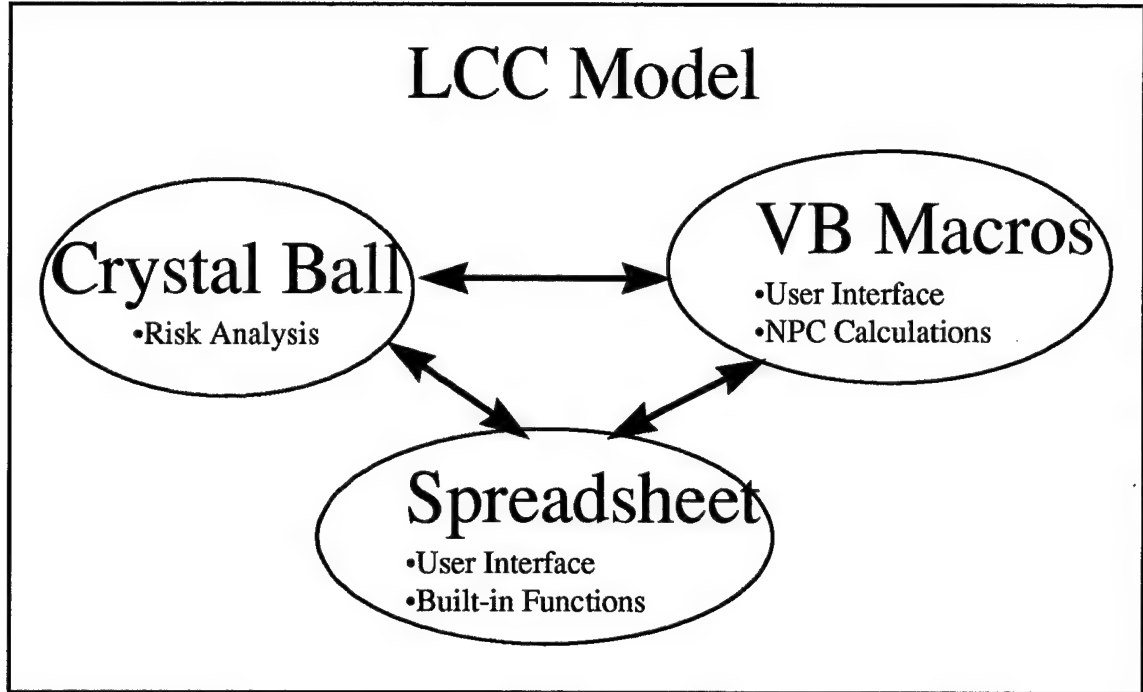 LCC Model
Crystal Ball
•Risk Analysis
VB Macros
•User Interface
•NPC Calculations
Spreadsheet
•User Interface
•Built-in Functions